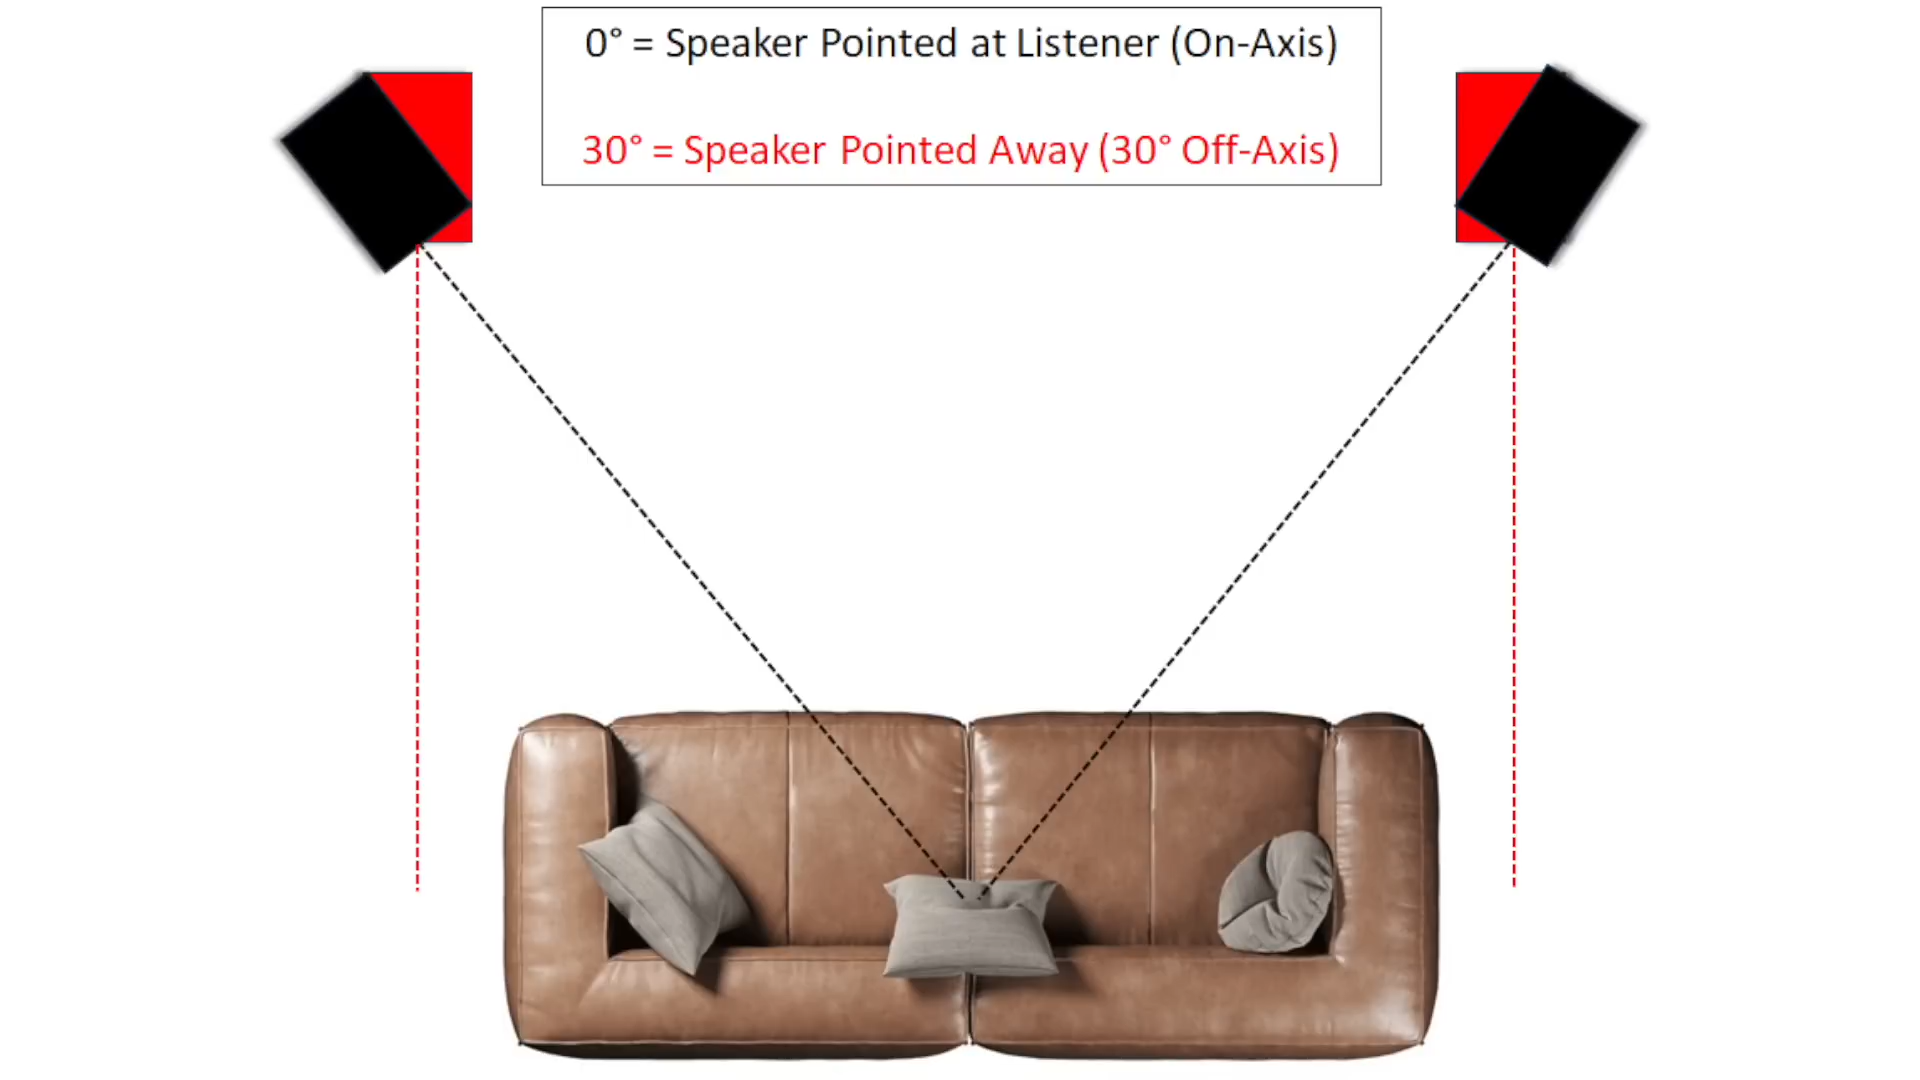 0° = Speaker Pointed at Listener (On-Axis)
30° = Speaker Pointed Away (30° Off-Axis)